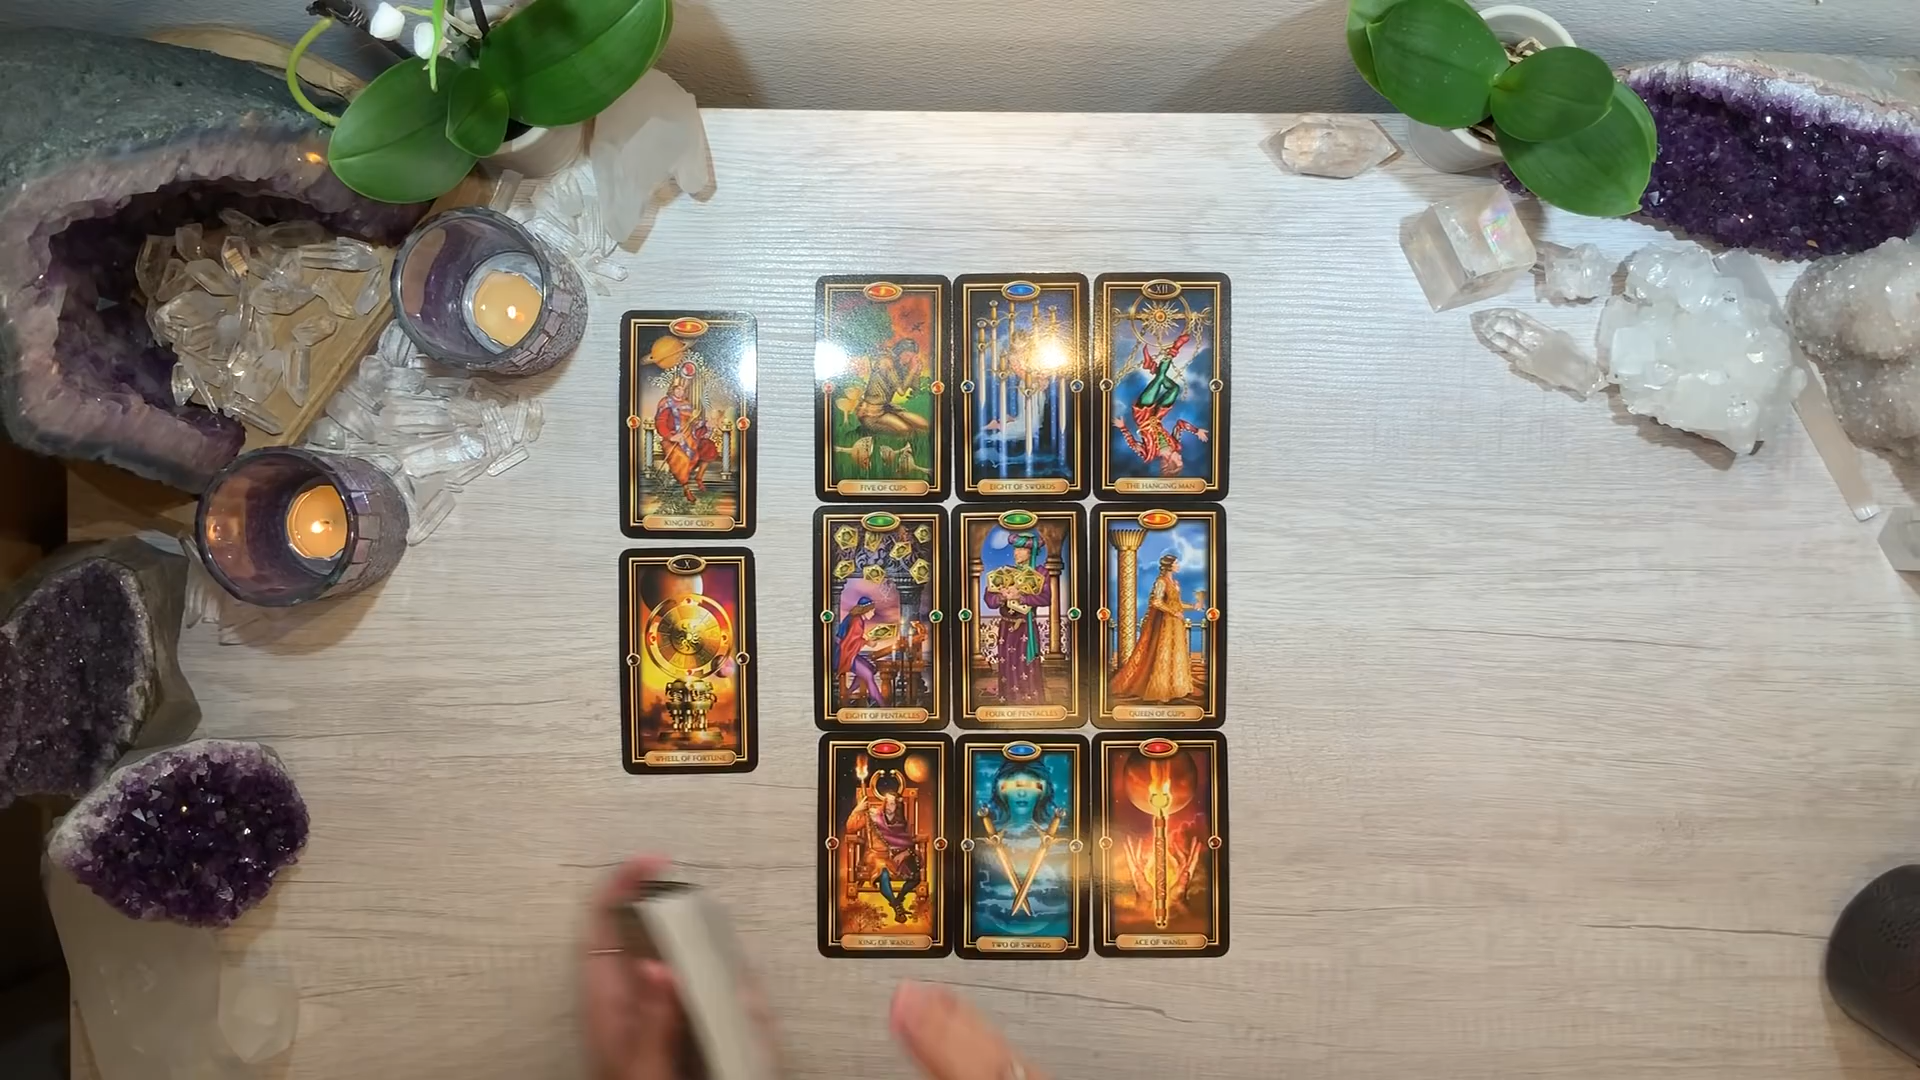 KING OF CUPS
X
WHEEL OF FORTUNE
FIVE OF CUPS
EIGHT OF SWORDS
XII
THE HANGING MAN
EIGHT OF PENTACLES
FOUR OF PENTACLES
QUEEN OF CUPS
KING OF WANDS
TWO OF SWORDS
ACE OF WANDS